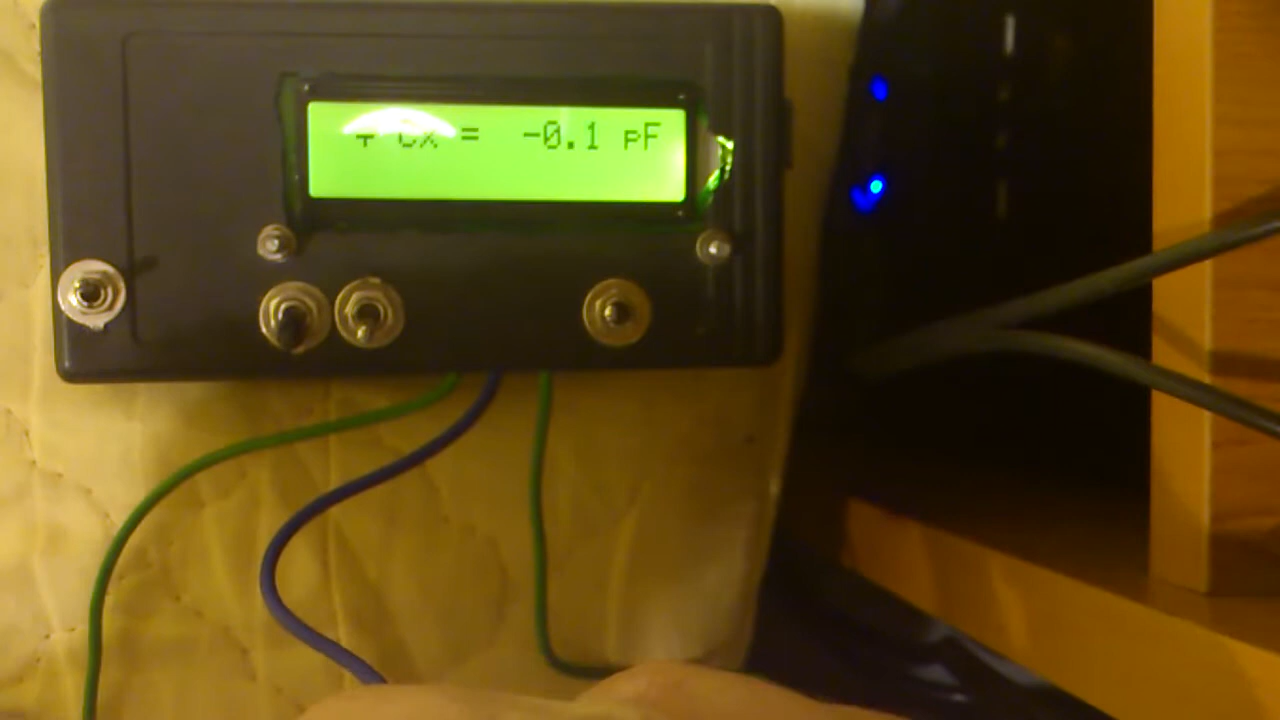 Cx = -0.1 pF